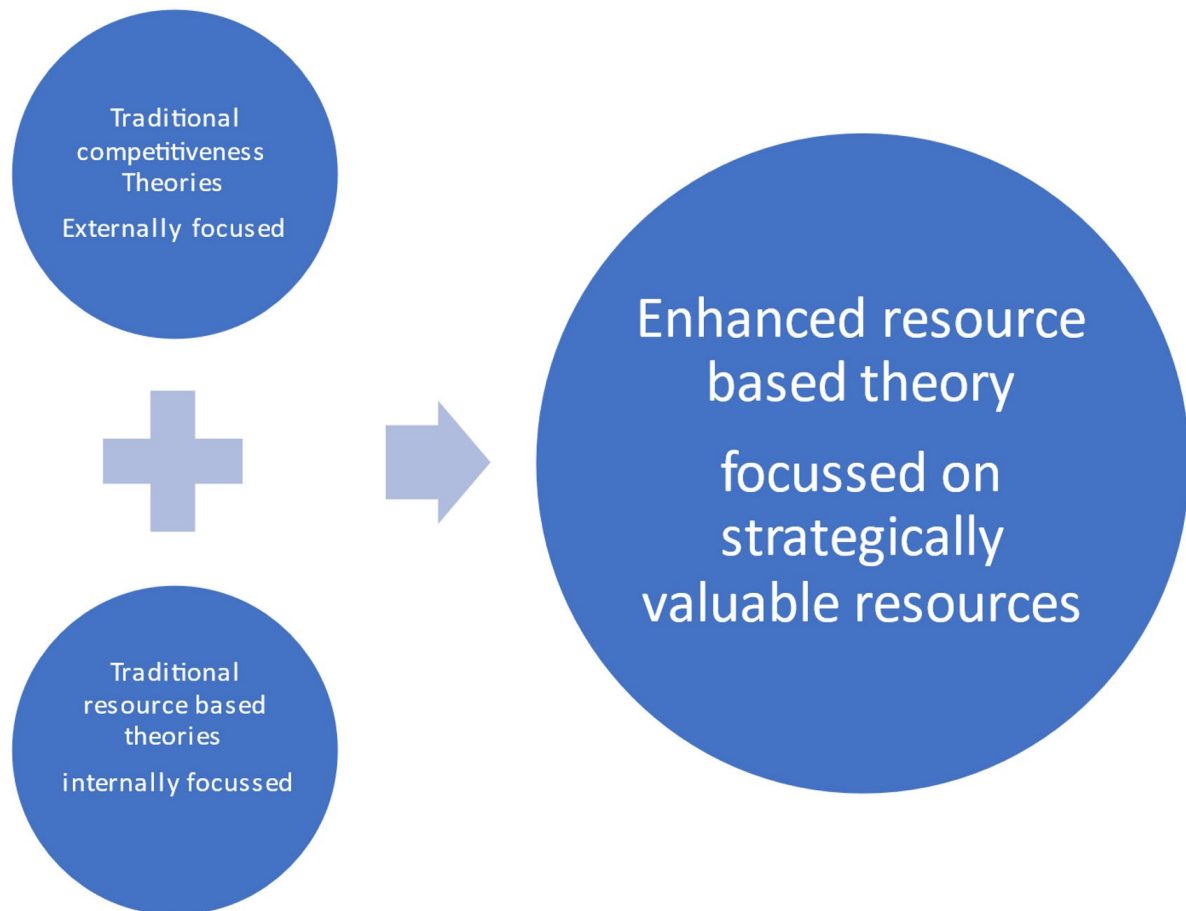 Traditional
competitiveness
Theories
Externally focused
Traditional
resource based
theories
internally focussed
Enhanced resource
based theory
focussed on
strategically
valuable resources